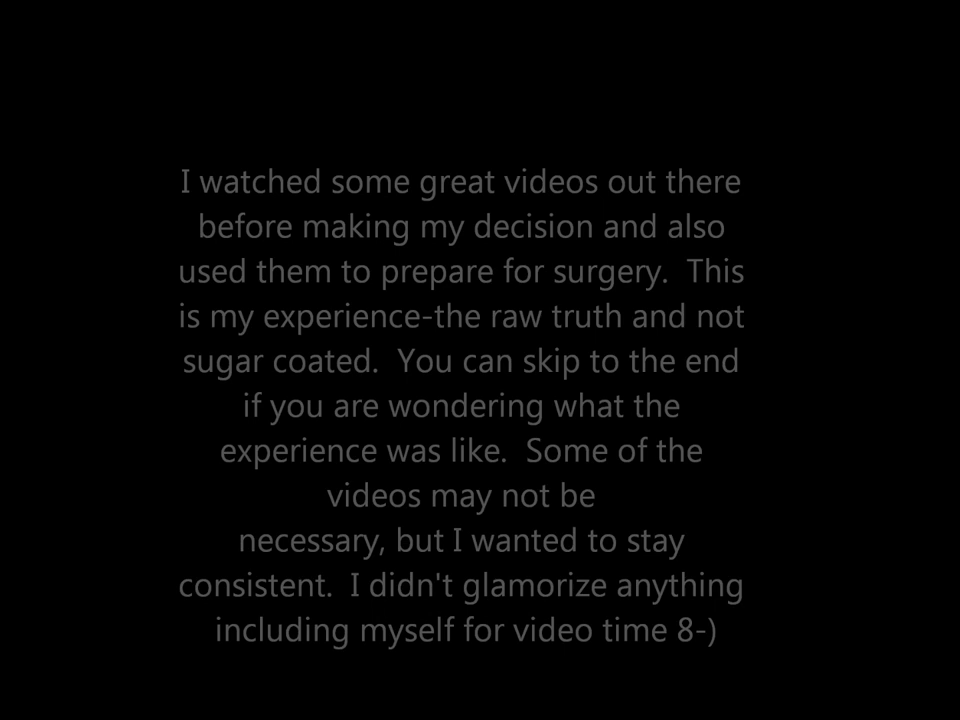 I watched some great videos out there
before making my decision and also
used them to prepare for surgery.  This
is my experience-the raw truth and not
sugar coated.  You can skip to the end
if you are wondering what the
experience was like.  Some of the
videos may not be
necessary, but I wanted to stay
consistent.  I didn't glamorize anything
including myself for video time 8-)